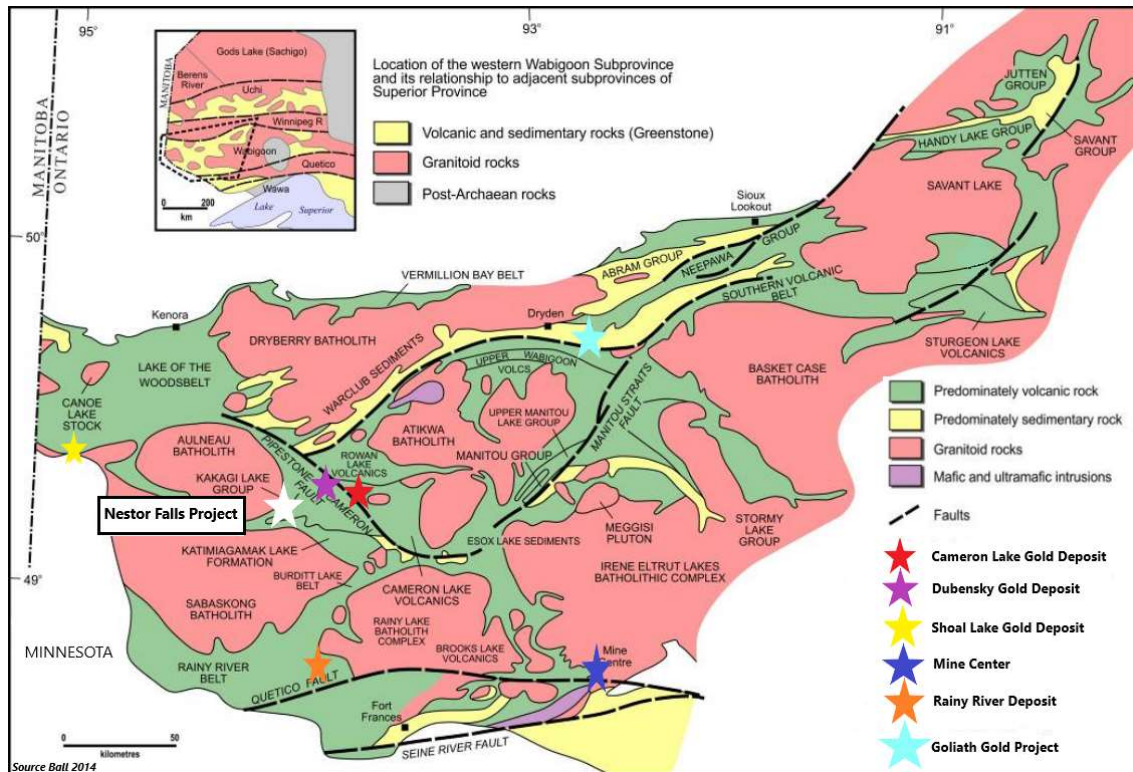 95°
93°
91°
Gods Lake (Sachigo)
MANITOBA
Berens
River
Uchi
Winnipeg R
Wabigoon
Quetico
Wawa
Lake Superior
0 200
km
Location of the western Wabigoon Subprovince
and its relationship to adjacent subprovinces of
Superior Province
Volcanic and sedimentary rocks (Greenstone)
Granitoid rocks
Post-Archaean rocks
MANITOBA
ONTARIO
JUTTEN
GROUP
HANDY LAKE GROUP
SAVANT
GROUP
SAVANT LAKE
Sioux
Lookout
50°
ABRAM GROUP
NEEPAWA GROUP
VERMILLION BAY BELT
SOUTHERN VOLCANIC
BELT
Kenora
Dryden
DRYBERRY BATHOLITH
STURGEON LAKE
VOLCANICS
LAKE OF THE
WOODSBELT
WARCLUB SEDIMENTS
UPPER WABIGOON
VOLCS
BASKET CASE
BATHOLITH
CANOE
LAKE
STOCK
ATIKWA
BATHOLITH
UPPER MANITOU
LAKE GROUP
MANITOU STRAITS
FAULT
AULNEAU
BATHOLITH
PIPESTONE CAMERON
FAULT
ROWAN
LAKE
VOLCANICS
MANITOU GROUP
KAKAGI LAKE
GROUP
Nestor Falls Project
MEGGISI
PLUTON
STORMY
LAKE
GROUP
KATIMIAGAMAK LAKE
FORMATION
ESOX LAKE SEDIMENTS
IRENE ELTRUT LAKES
BATHOLITHIC COMPLEX
49°
BURDITT LAKE
BELT
CAMERON LAKE
VOLCANICS
SABASKONG
BATHOLITH
RAINY LAKE
BATHOLITH
COMPLEX
BROOKS LAKE
VOLCANICS
Mine
Centre
MINNESOTA
RAINY RIVER
BELT
QUETICO FAULT
Fort
Frances
SEINE RIVER FAULT
0 50
kilometres
Source Ball 2014
Predominately volcanic rock
Predominately sedimentary rock
Granitoid rocks
Mafic and ultramafic intrusions
Faults
Cameron Lake Gold Deposit
Dubensky Gold Deposit
Shoal Lake Gold Deposit
Mine Center
Rainy River Deposit
Goliath Gold Project